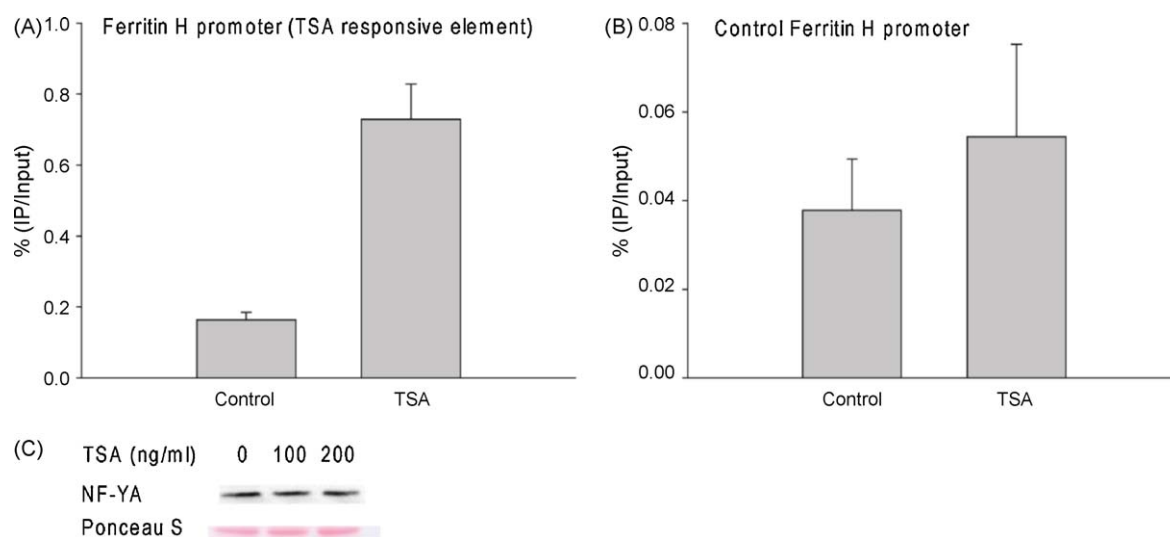 (A) Ferritin H promoter (TSA responsive element)
1.0
0.8
0.6
0.4
0.2
0.0
% (IP/Input)
Control TSA
(B) Control Ferritin H promoter
0.08
0.06
0.04
0.02
0.00
% (IP/Input)
Control TSA
(C) TSA (ng/ml) 0 100 200
NF-YA
Ponceau S